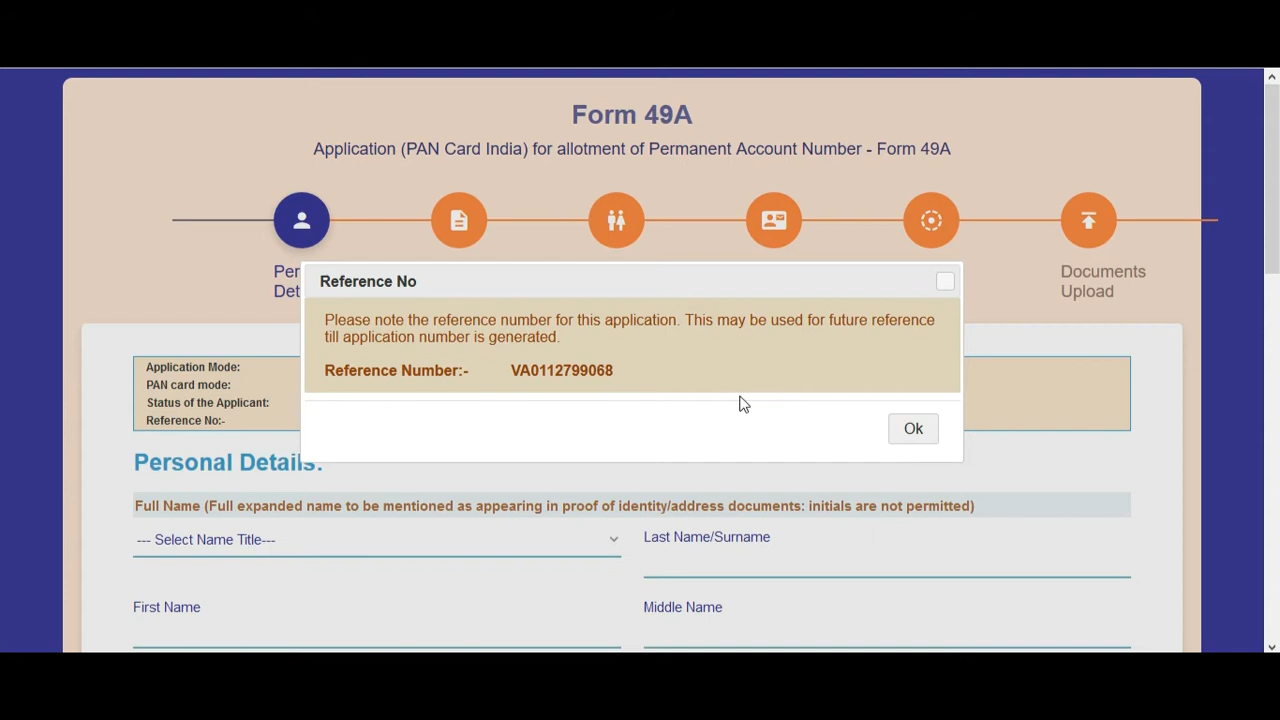 Form 49A
Application (PAN Card India) for allotment of Permanent Account Number - Form 49A
Per
Det
Documents
Upload
Reference No
Please note the reference number for this application. This may be used for future reference
till application number is generated.
Reference Number:- VA0112799068
Ok
Application Mode:
PAN card mode:
Status of the Applicant:
Reference No:-
Personal Details:
Full Name (Full expanded name to be mentioned as appearing in proof of identity/address documents: initials are not permitted)
--- Select Name Title---
Last Name/Surname
First Name
Middle Name